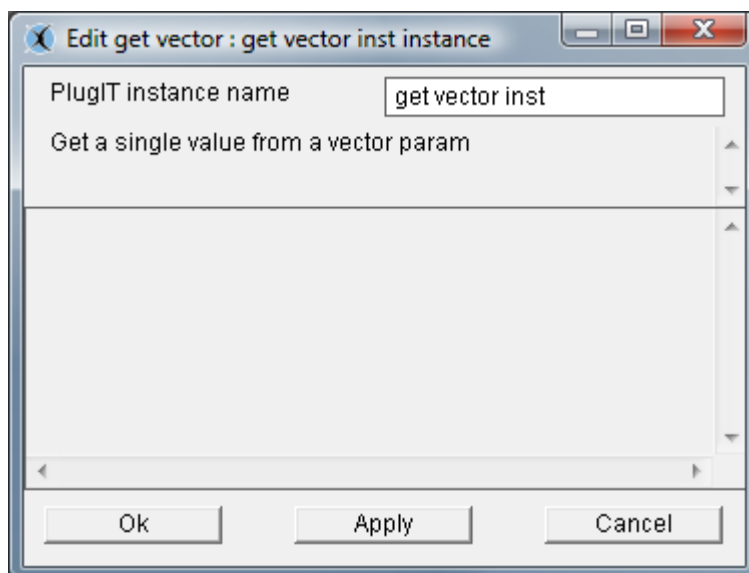 Edit get vector : get vector inst instance
PlugIT instance name get vector inst
Get a single value from a vector param
Ok Apply Cancel